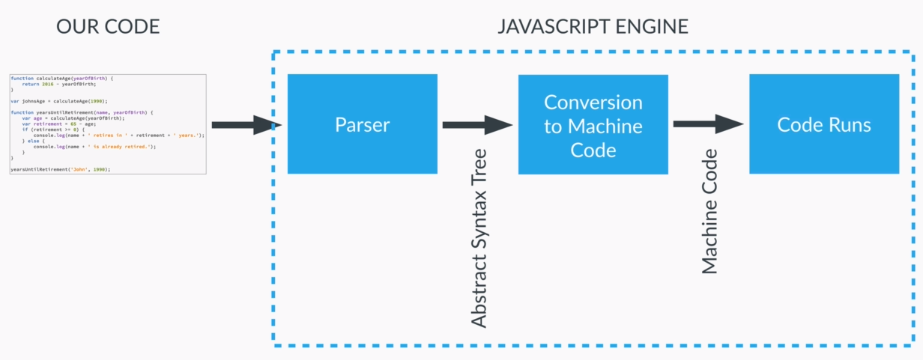 OUR CODE
JAVASCRIPT ENGINE
function calculateAge(yearOfBirth) {
return 2016 - yearOfBirth;
}
var johnsAge = calculateAge(1990);
function yearsUntilRetirement(name, yearOfBirth) {
var age = calculateAge(yearOfBirth);
var retirement = 65 - age;
if (retirement >= 0) {
console.log(name + ' retires in ' + retirement + ' years.');
} else {
console.log(name + ' is already retired.');
}
}
yearsUntilRetirement('John', 1990);
Parser
Abstract Syntax Tree
Conversion
to Machine
Code
Machine Code
Code Runs